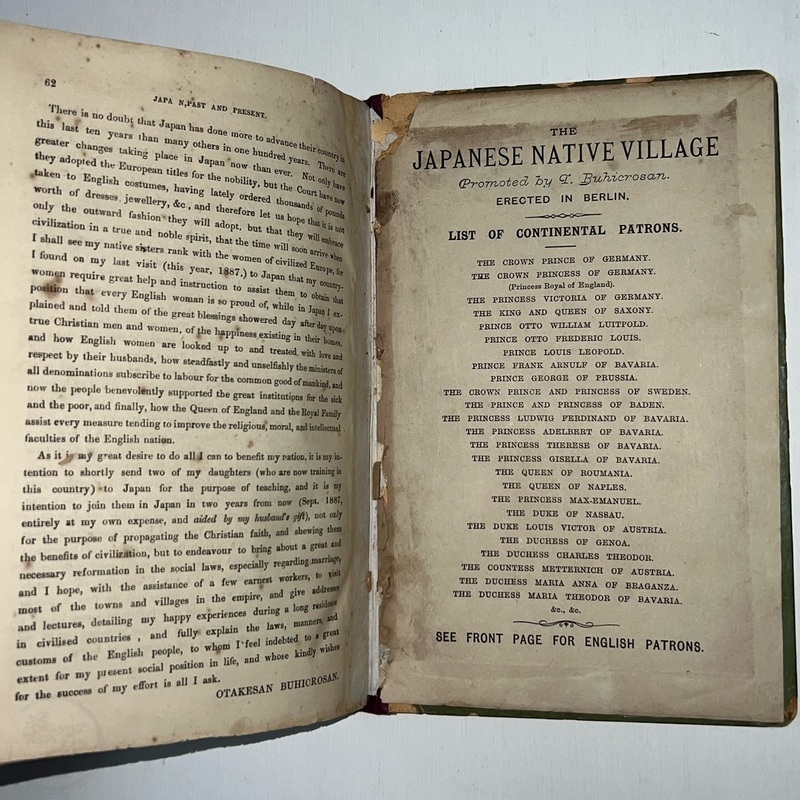 62
JAPA N,PAST AND PRESENT.
There is no doubt that Japan has done more to advance their country in
this last ten years than many others in one hundred years. There are
greater changes taking place in Japan now than ever. Not only have
they adopted the European titles for the nobility, but the Court have now
taken to English costumes, having lately ordered thousands of pounds
worth of dresses, jewellery, &c., and therefore let us hope that it is not
only the outward fashion they will adopt, but that they will embrace
civilization in a true and noble spirit, that the time will soon arrive when
I shall see my native sisters rank with the women of civilized Europe, for
I found on my last visit (this year, 1887,) to Japan that my country-
women require great help and instruction to assist them to obtain that
position that every English woman is so proud of, while in Japan I ex-
plained and told them of the great blessings showered day after day upon
true Christian men and women, of the happiness existing in their homes,
and how English women are looked up to and treated with love and
respect by their husbands, how steadfastly and unselfishly the ministers of
all denominations subscribe to labour for the common good of mankind, and
now the people benevolently supported the great institutions for the sick
and the poor, and finally, how the Queen of England and the Royal Family
assist every measure tending to improve the religious, moral, and intellectual
faculties of the English nation.
As it is my great desire to do all I can to benefit my nation, it is my in-
tention to shortly send two of my daughters (who are now training in
this country) to Japan for the purpose of teaching, and it is my
intention to join them in Japan in two years from now (Sept. 1887,
entirely at my own expense, and aided by my husband's gift), not only
for the purpose of propagating the Christian faith, and shewing them
the benefits of civilization, but to endeavour to bring about a great and
necessary reformation in the social laws, especially regarding marriage,
and I hope, with the assistance of a few earnest workers, to visit
most of the towns and villages in the empire, and give addresses
and lectures, detailing my happy experiences during a long residence
in civilised countries , and fully explain the laws, manners, and
customs of the English people, to whom I feel indebted to a great
extent for my present social position in life, and whose kindly wishes
for the success of my effort is all I ask.
OTAKESAN BUHICROSAN.
THE
JAPANESE NATIVE VILLAGE
Promoted by T. Buhicrosan.
ERECTED IN BERLIN.
LIST OF CONTINENTAL PATRONS.
THE CROWN PRINCE OF GERMANY.
THE CROWN PRINCESS OF GERMANY.
(Princess Royal of England).
THE PRINCESS VICTORIA OF GERMANY.
THE KING AND QUEEN OF SAXONY.
PRINCE OTTO WILLIAM LUITPOLD.
PRINCE OTTO FREDERIC LOUIS.
PRINCE LOUIS LEOPOLD.
PRINCE FRANK ARNULF OF BAVARIA.
PRINCE GEORGE OF PRUSSIA.
THE CROWN PRINCE AND PRINCESS OF SWEDEN.
THE PRINCE AND PRINCESS OF BADEN.
THE PRINCESS LUDWIG FERDINAND OF BAVARIA.
THE PRINCESS ADELBERT OF BAVARIA.
THE PRINCESS THERESE OF BAVARIA.
THE PRINCESS GISELLA OF BAVARIA.
THE QUEEN OF ROUMANIA.
THE QUEEN OF NAPLES.
THE PRINCESS MAX-EMANUEL.
THE DUKE OF NASSAU.
THE DUKE LOUIS VICTOR OF AUSTRIA.
THE DUCHESS OF GENOA.
THE DUCHESS CHARLES THEODOR.
THE COUNTESS METTERNICH OF AUSTRIA.
THE DUCHESS MARIA ANNA OF BRAGANZA.
THE DUCHESS MARIA THEODOR OF BAVARIA.
&c., &c.
SEE FRONT PAGE FOR ENGLISH PATRONS.